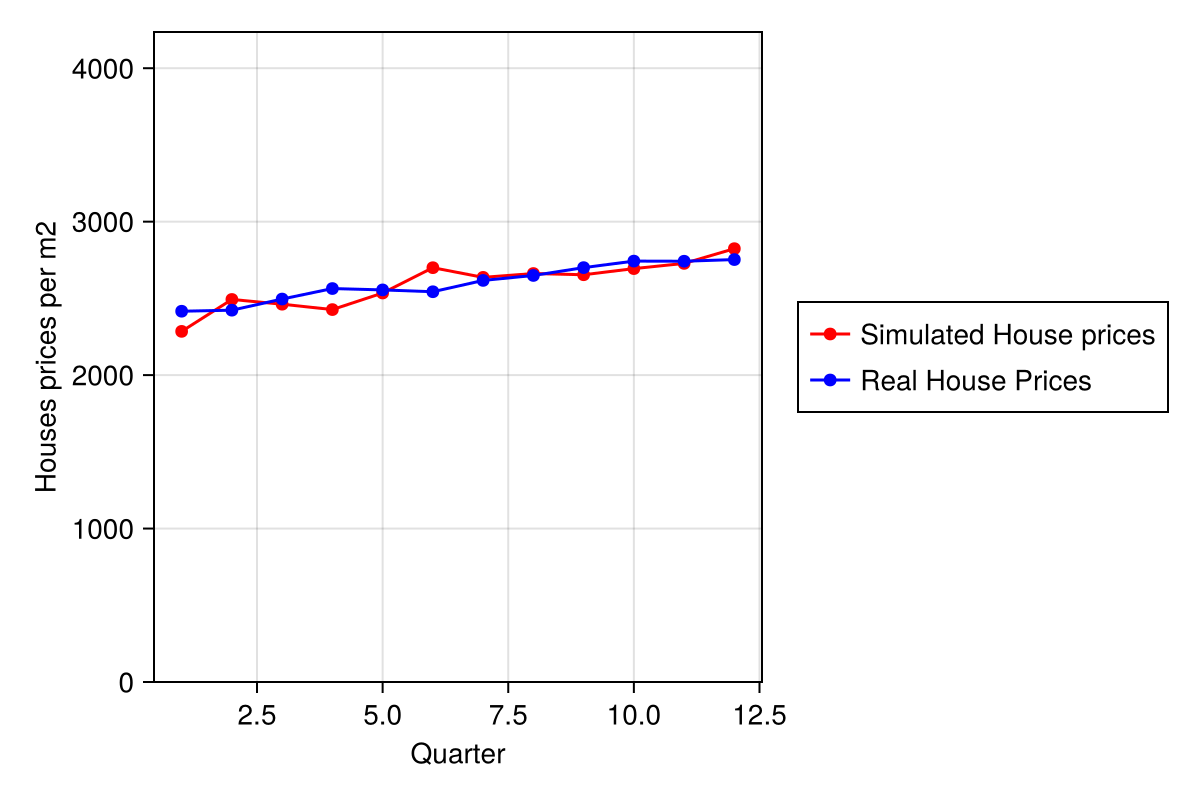 4000
3000
2000
1000
0
Houses prices per m2
2.5 5.0 7.5 10.0 12.5
Quarter
Simulated House prices
Real House Prices